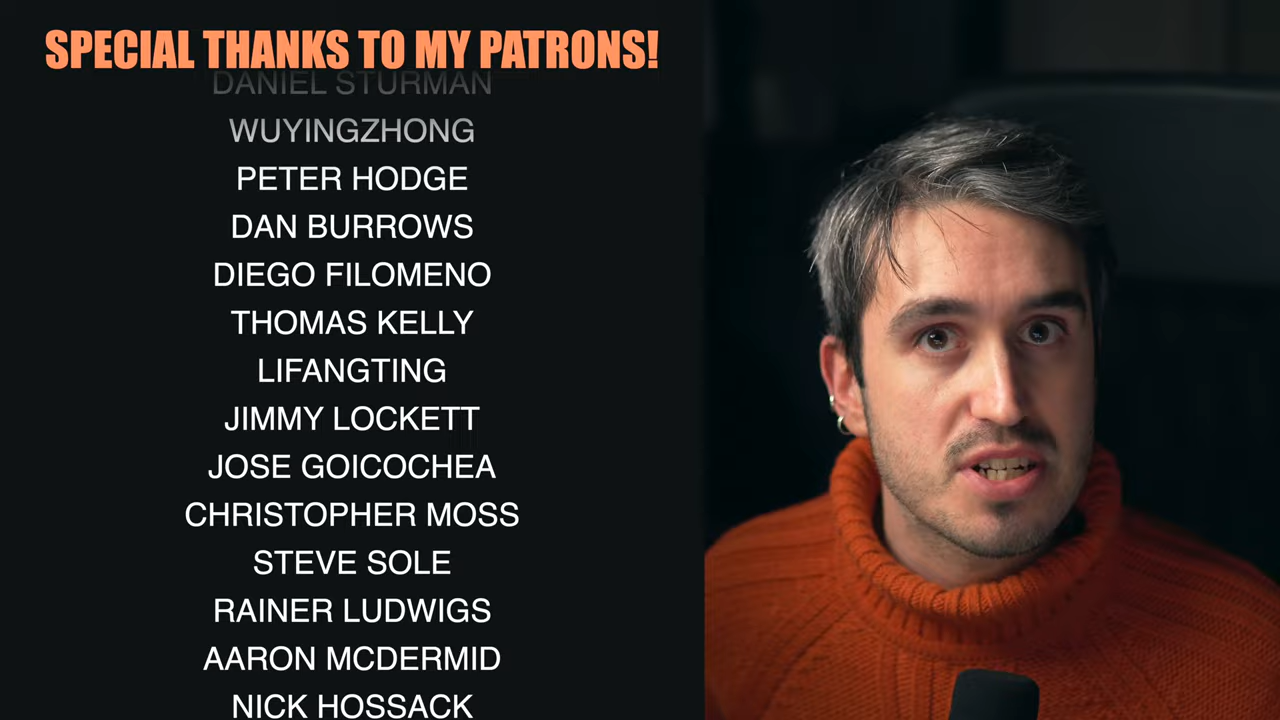 SPECIAL THANKS TO MY PATRONS!
DANIEL STURMAN
WUYINGZHONG
PETER HODGE
DAN BURROWS
DIEGO FILOMENO
THOMAS KELLY
LIFANGTING
JIMMY LOCKETT
JOSE GOICOCHEA
CHRISTOPHER MOSS
STEVE SOLE
RAINER LUDWIGS
AARON MCDERMID
NICK HOSSACK